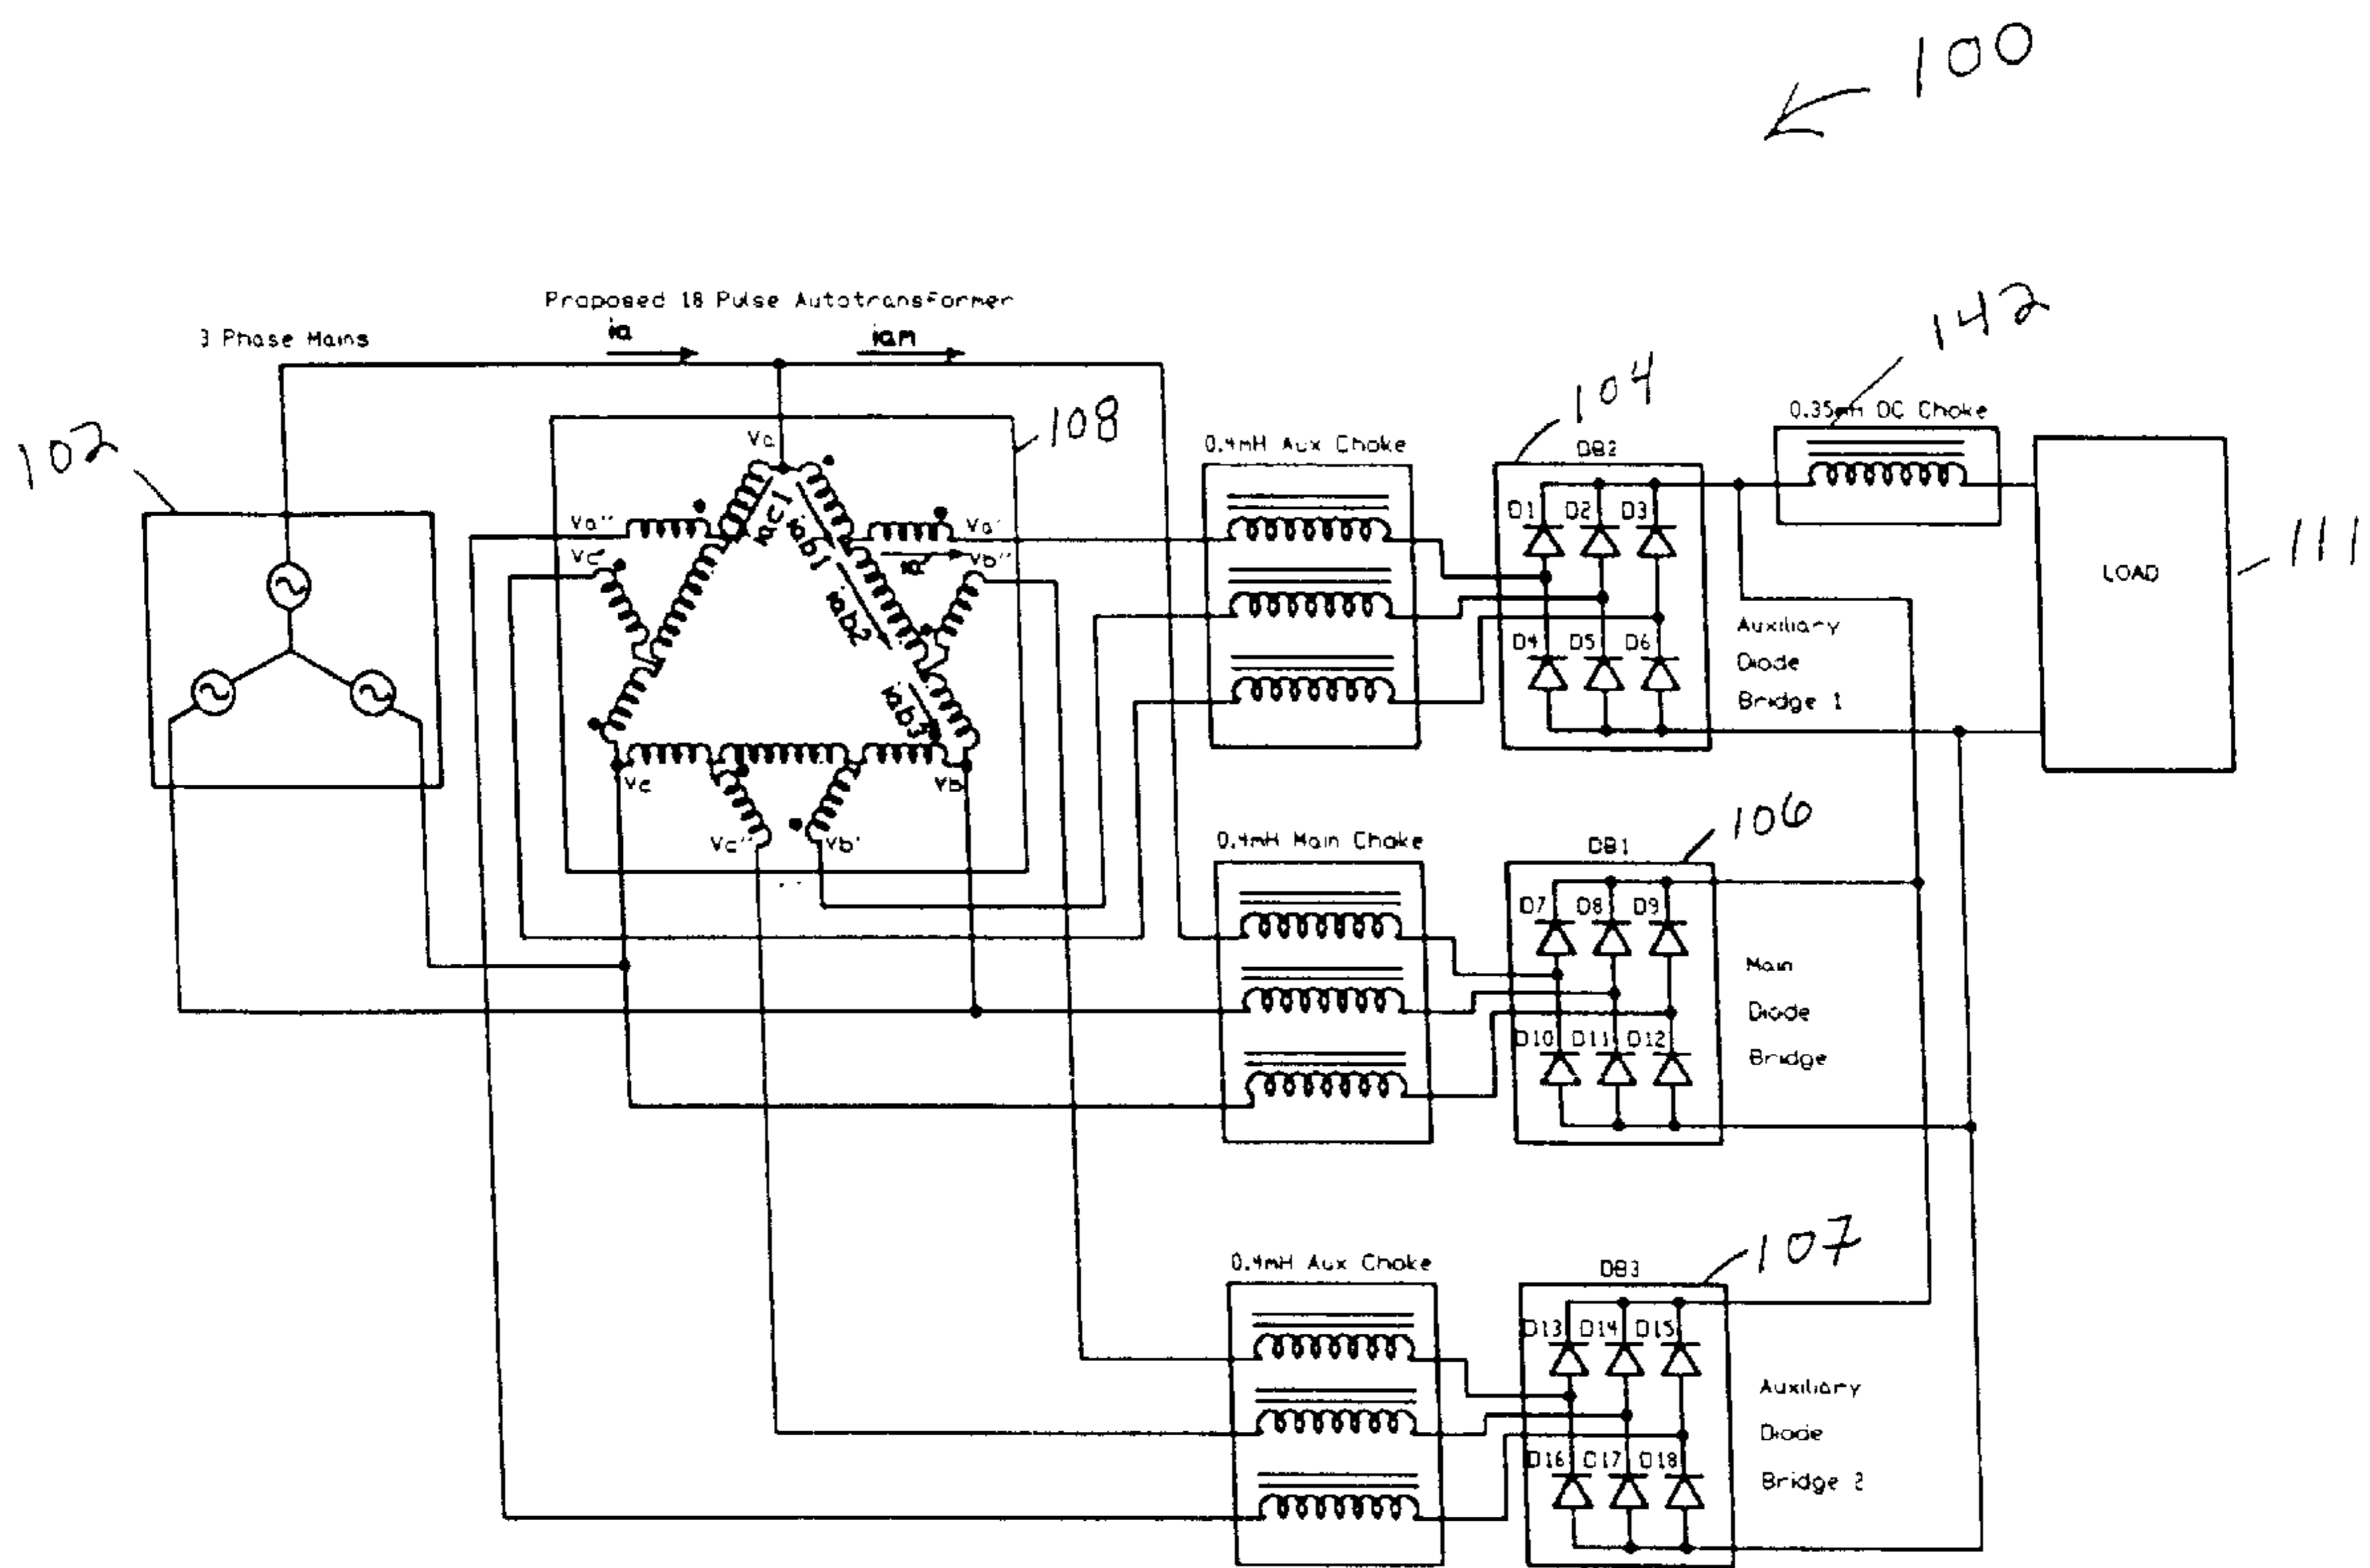 100
Proposed 18 Pulse Autotransformer
3 Phase Mains
ia
iam
102
108
Va
Va''
Vc'
iac1
iab1
iab2
iab3
Va'
ia'
Vb''
Vc
Vb
Vc''
Vb'
0.4mH Aux Choke
104
DB2
D1 D2 D3
D4 D5 D6
Auxiliary
Diode
Bridge 1
142
0.35mH DC Choke
LOAD
111
0.4mH Main Choke
106
DB1
D7 D8 D9
D10 D11 D12
Main
Diode
Bridge
0.4mH Aux Choke
107
DB3
D13 D14 D15
D16 D17 D18
Auxiliary
Diode
Bridge 2